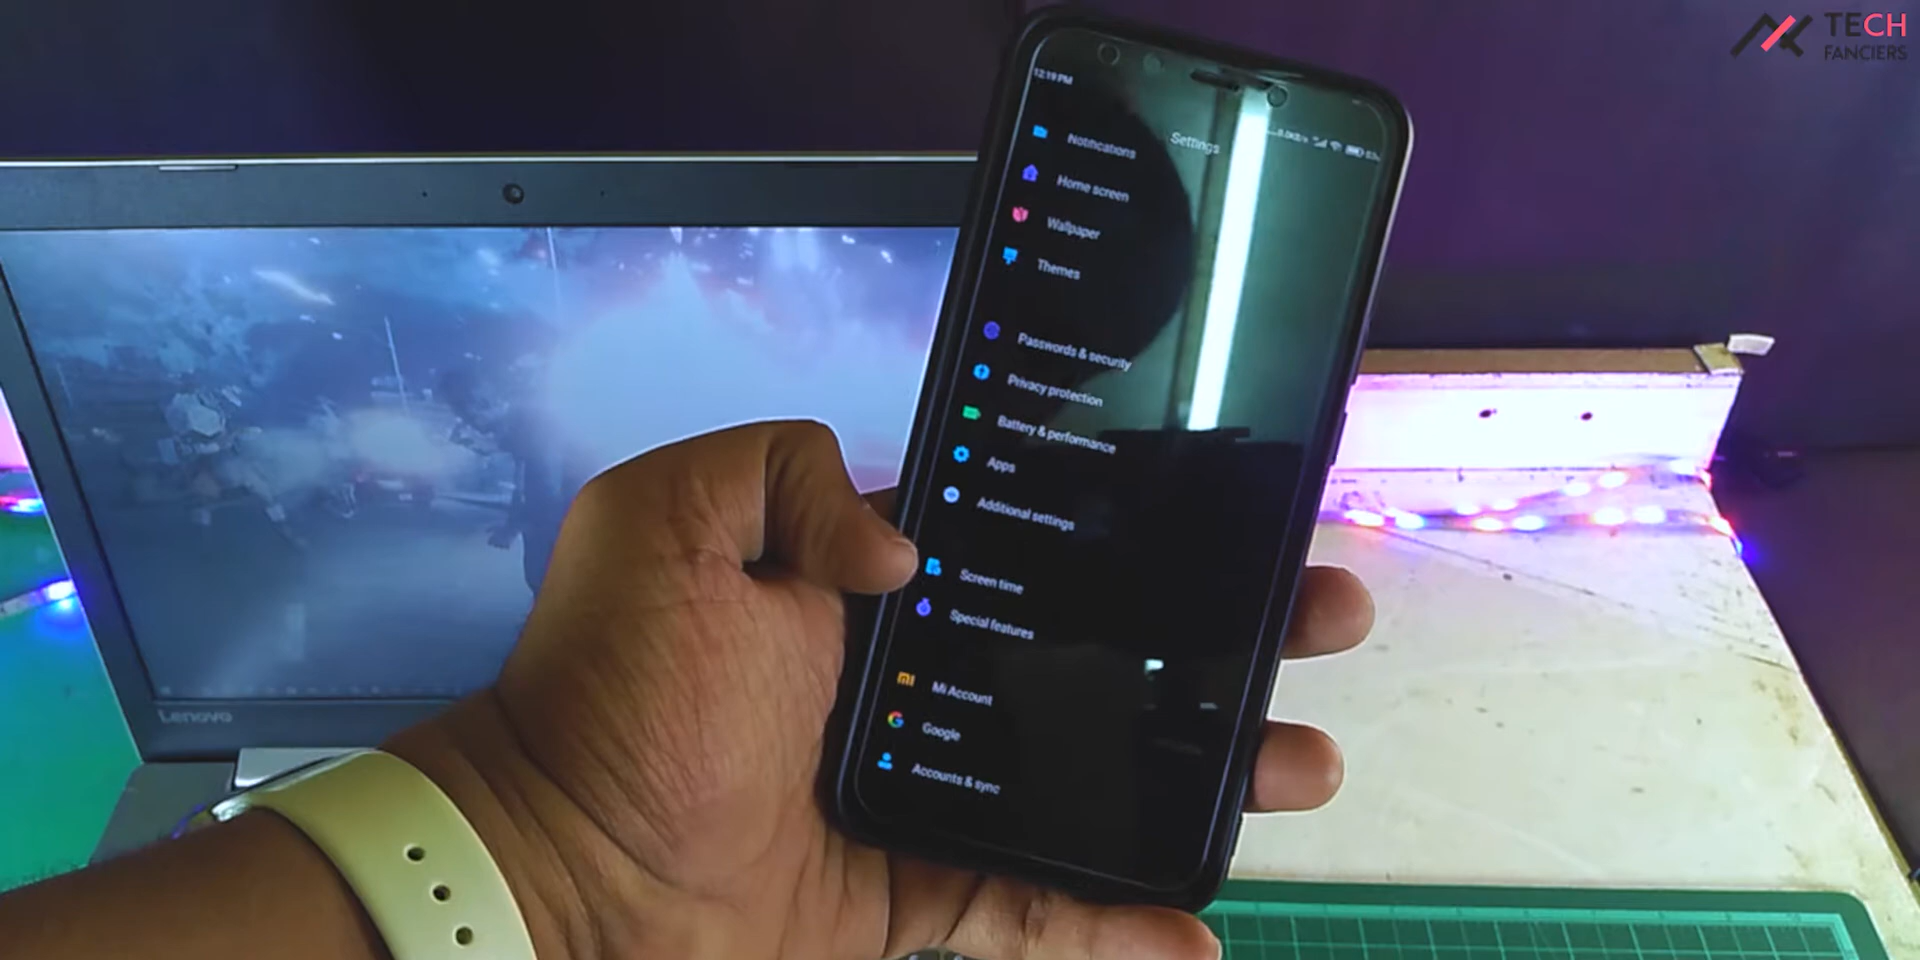 TECH
FANCIERS
12:19 PM
Settings
Notifications
Home screen
Wallpaper
Themes
Passwords & security
Privacy protection
Battery & performance
Apps
Additional settings
Screen time
Special features
Mi Account
Google
Accounts & sync
Lenovo